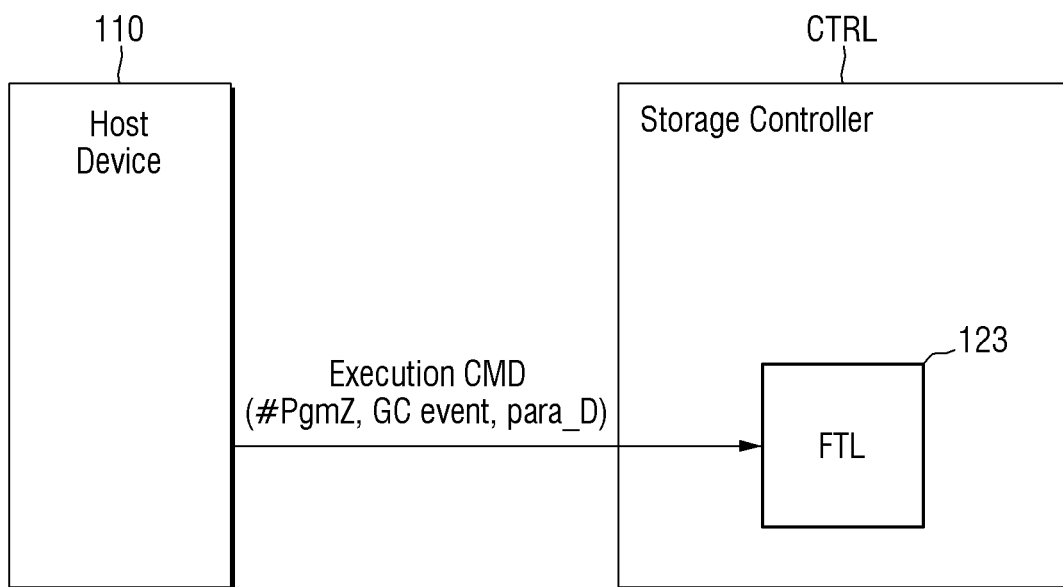 110
CTRL
Host
Device
Storage Controller
Execution CMD
(#PgmZ, GC event, para_D)
123
FTL